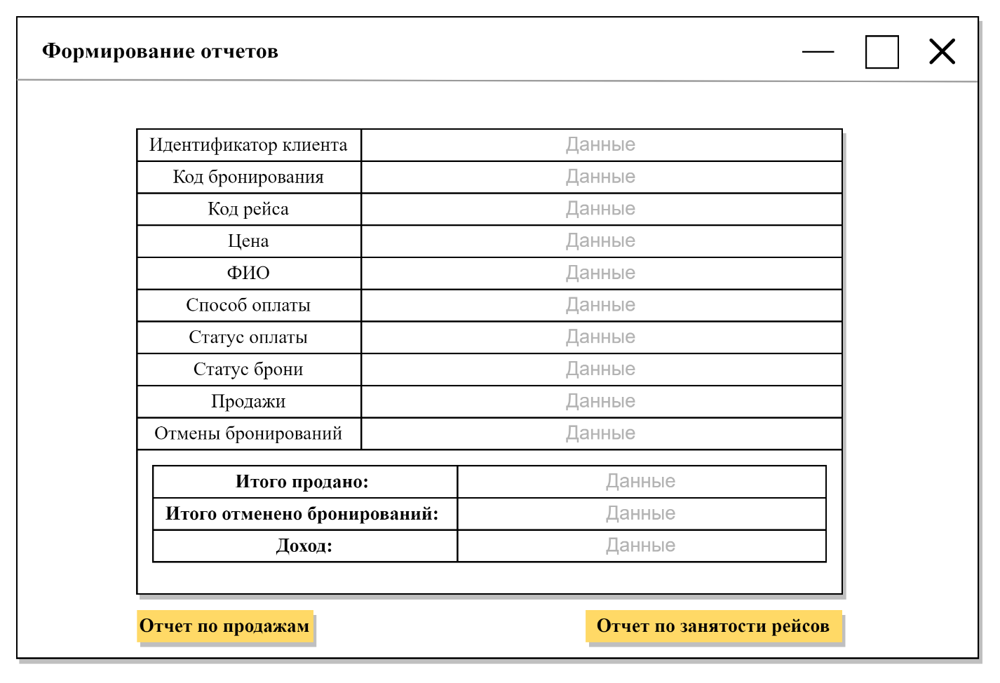 Формирование отчетов
Идентификатор клиента Данные
Код бронирования Данные
Код рейса Данные
Цена Данные
ФИО Данные
Способ оплаты Данные
Статус оплаты Данные
Статус брони Данные
Продажи Данные
Отмены бронирований Данные
Итого продано: Данные
Итого отменено бронирований: Данные
Доход: Данные
Отчет по продажам Отчет по занятости рейсов